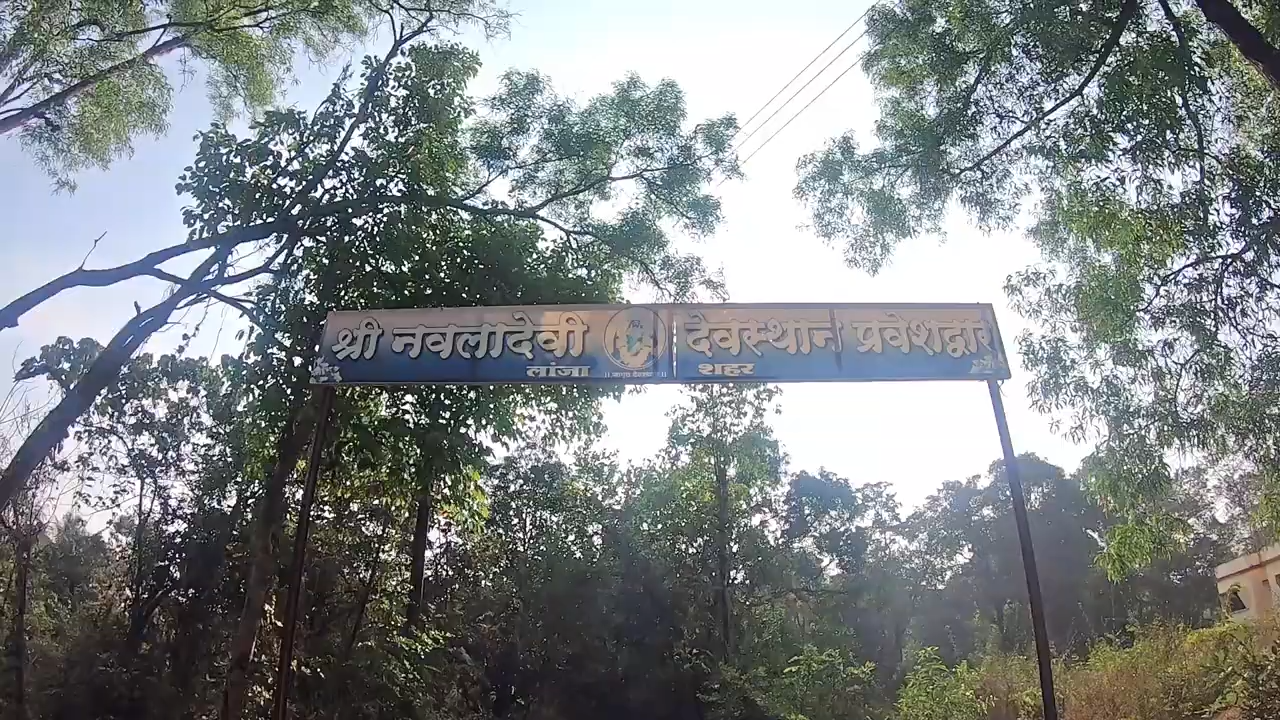 श्री नवलादेवी देवस्थान प्रवेशद्वार
लांजा शहर